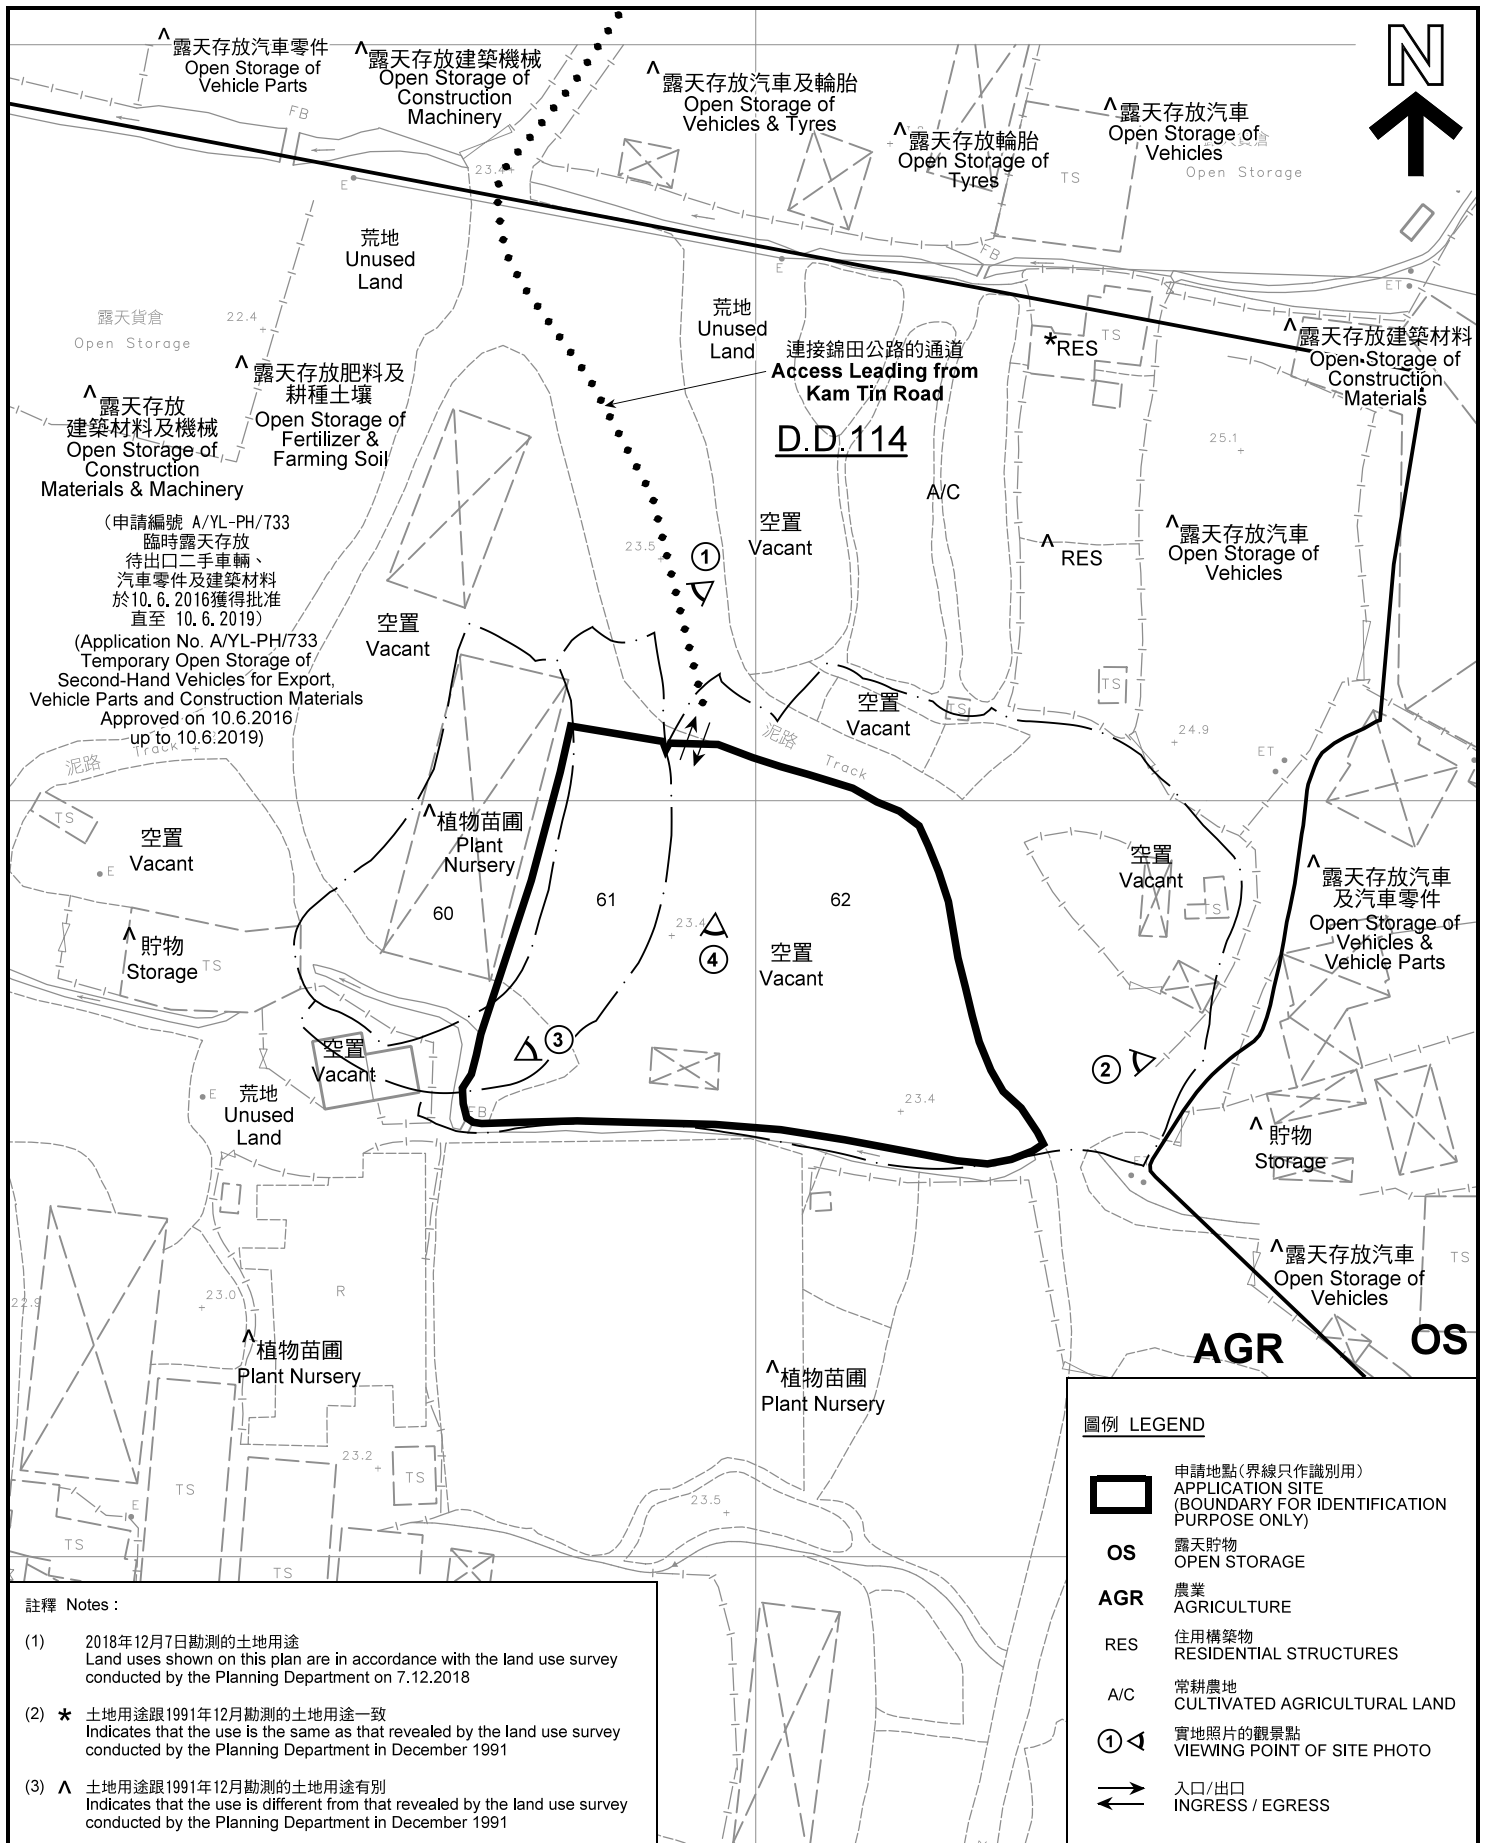 ^露天存放汽車零件
Open Storage of
Vehicle Parts
^露天存放建築機械
Open Storage of
Construction
Machinery
^露天存放汽車及輪胎
Open Storage of
Vehicles & Tyres
^露天存放輪胎
Open Storage of
Tyres
^露天存放汽車
Open Storage of
Vehicles
Open Storage
TS
N
FB
23.4
E
FB
E
ET
荒地
Unused
Land
露天貨倉
Open Storage
22.4
荒地
Unused
Land
連接錦田公路的通道
Access Leading from
Kam Tin Road
D.D.114
*RES
TS
^露天存放建築材料
Open Storage of
Construction
Materials
^露天存放
建築材料及機械
Open Storage of
Construction
Materials & Machinery
^露天存放肥料及
耕種土壤
Open Storage of
Fertilizer &
Farming Soil
25.1
A/C
空置
Vacant
23.5
1
^ RES
^露天存放汽車
Open Storage of
Vehicles
(申請編號 A/YL-PH/733
臨時露天存放
待出口二手車輛、
汽車零件及建築材料
於10.6.2016獲得批准
直至 10.6.2019)
(Application No. A/YL-PH/733
Temporary Open Storage of
Second-Hand Vehicles for Export,
Vehicle Parts and Construction Materials
Approved on 10.6.2016
up to 10.6.2019)
空置
Vacant
泥路
Track
TS
空置
Vacant
TS
TS
24.9
ET
泥路
Track
空置
Vacant
TS
E
^植物苗圃
Plant
Nursery
60
61
62
23.4
4
空置
Vacant
空置
Vacant
TS
^露天存放汽車
及汽車零件
Open Storage of
Vehicles &
Vehicle Parts
^貯物
Storage
TS
空置
Vacant
3
2
荒地
Unused
Land
E
FB
23.4
^貯物
Storage
^露天存放汽車
Open Storage of
Vehicles
TS
22.9
23.0
R
^植物苗圃
Plant Nursery
^植物苗圃
Plant Nursery
AGR
OS
23.2
TS
TS
E
TS
TS
23.5
圖例 LEGEND
申請地點(界線只作識別用)
APPLICATION SITE
(BOUNDARY FOR IDENTIFICATION
PURPOSE ONLY)
OS 露天貯物
OPEN STORAGE
AGR 農業
AGRICULTURE
RES 住用構築物
RESIDENTIAL STRUCTURES
A/C 常耕農地
CULTIVATED AGRICULTURAL LAND
1 實地照片的觀景點
VIEWING POINT OF SITE PHOTO
入口/出口
INGRESS / EGRESS
註釋 Notes :
(1) 2018年12月7日勘測的土地用途
Land uses shown on this plan are in accordance with the land use survey
conducted by the Planning Department on 7.12.2018
(2) * 土地用途跟1991年12月勘測的土地用途一致
Indicates that the use is the same as that revealed by the land use survey
conducted by the Planning Department in December 1991
(3) ^ 土地用途跟1991年12月勘測的土地用途有別
Indicates that the use is different from that revealed by the land use survey
conducted by the Planning Department in December 1991